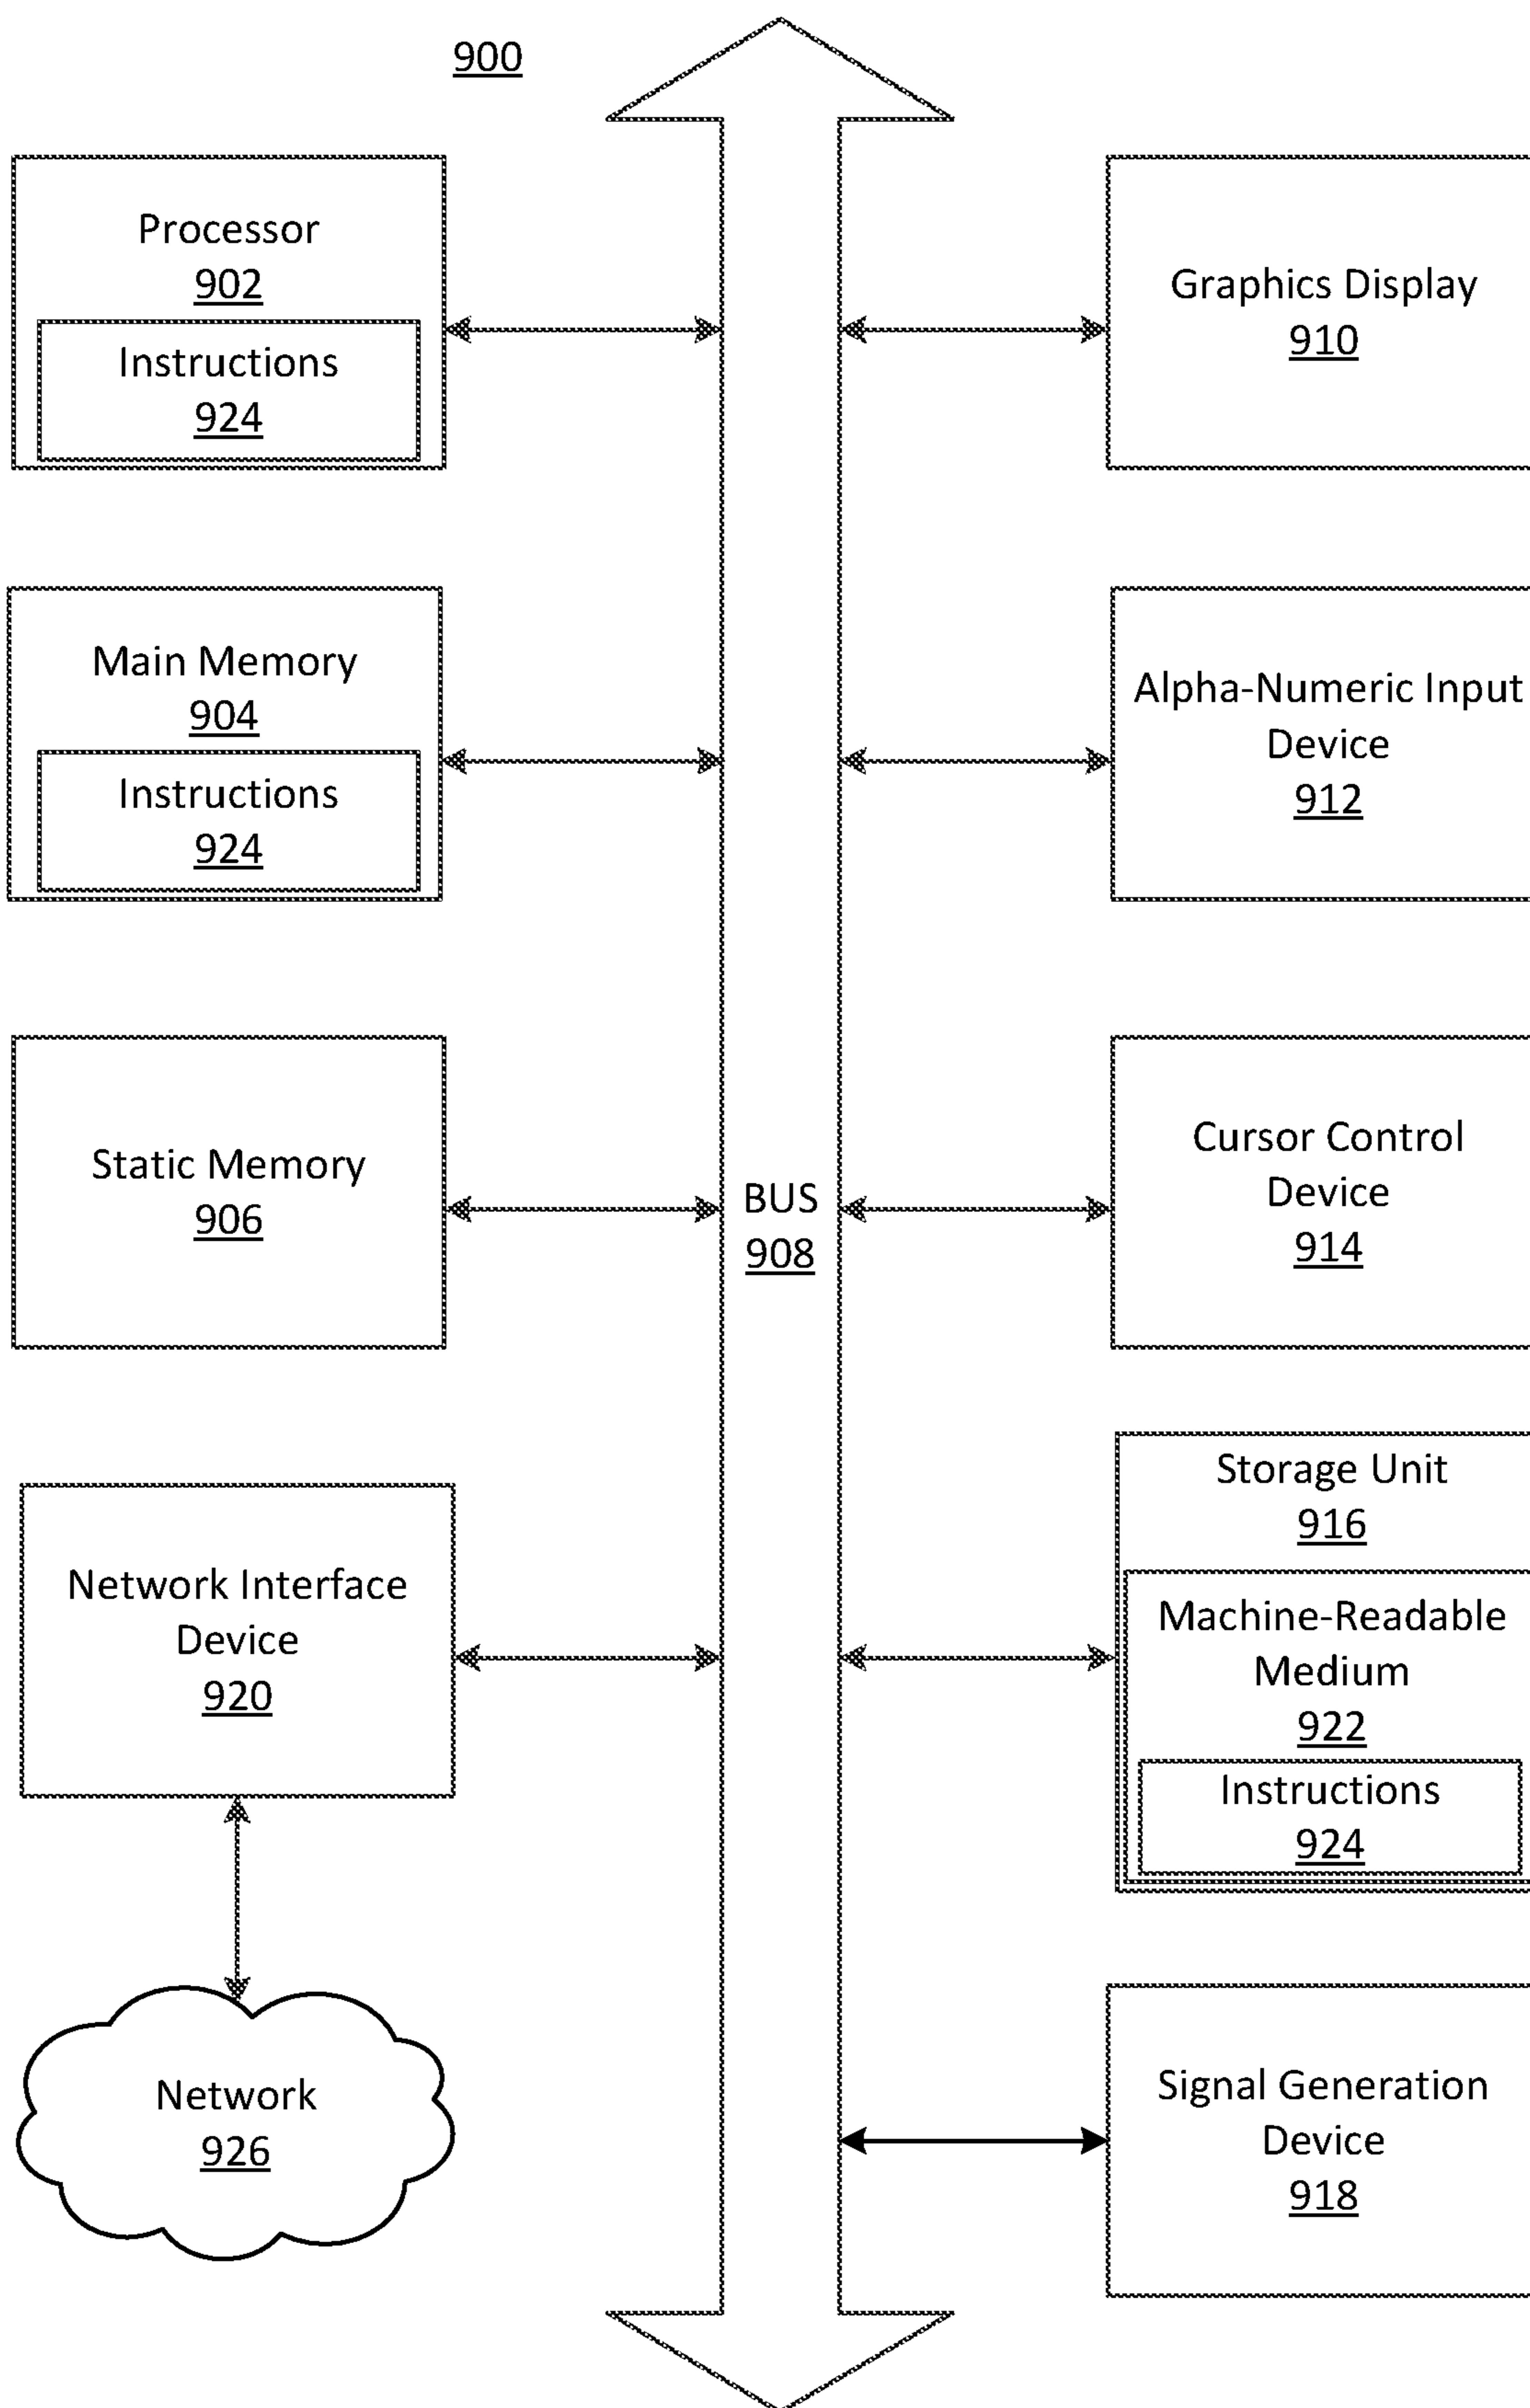 900
Processor
902
Instructions
924
Main Memory
904
Instructions
924
Static Memory
906
Network Interface
Device
920
Network
926
BUS
908
Graphics Display
910
Alpha-Numeric Input
Device
912
Cursor Control
Device
914
Storage Unit
916
Machine-Readable
Medium
922
Instructions
924
Signal Generation
Device
918